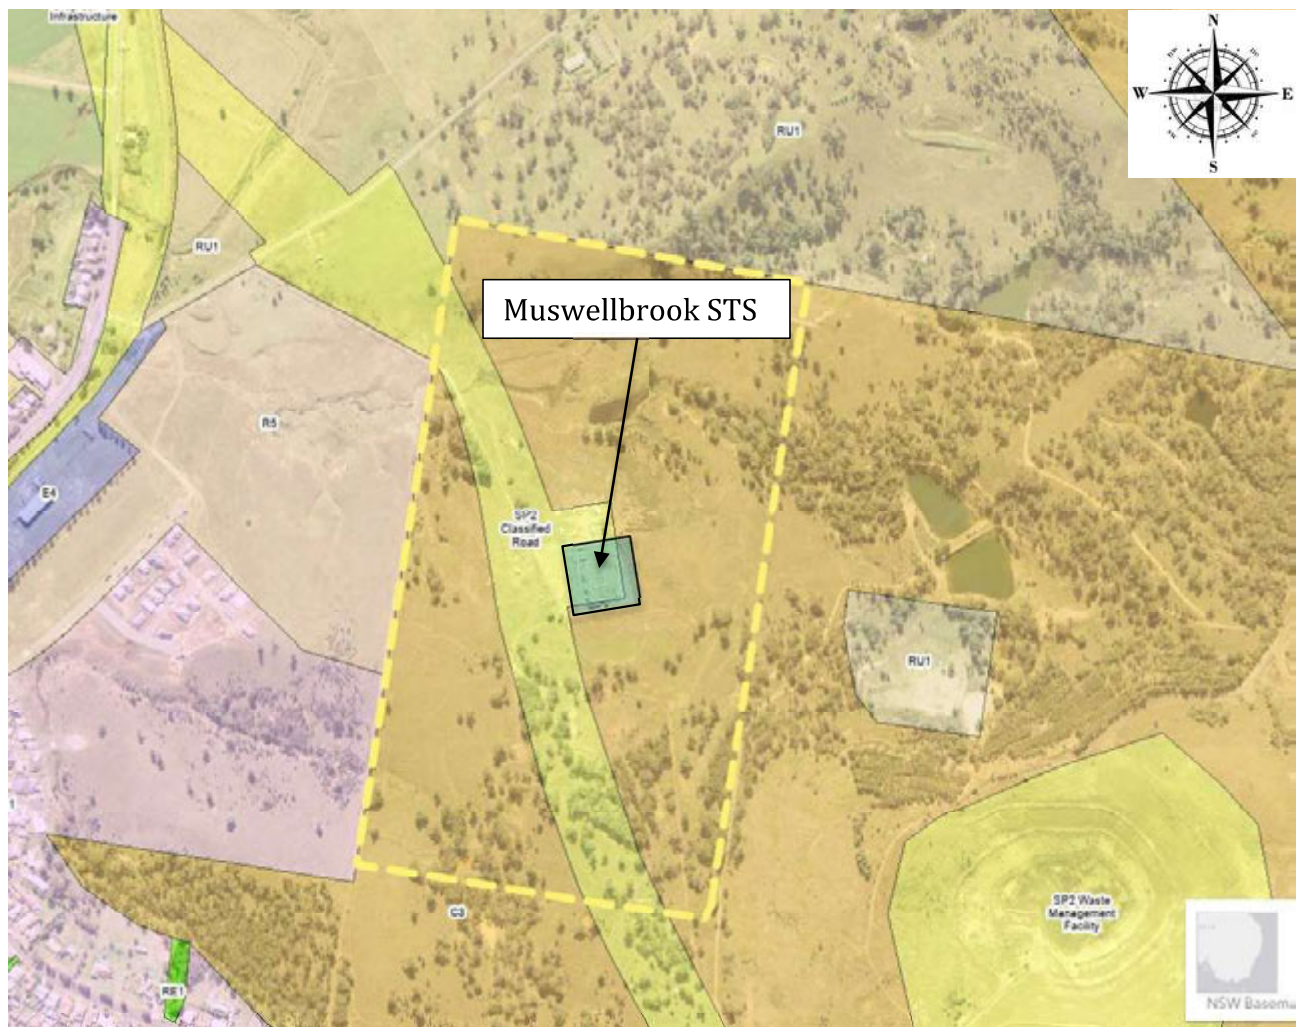 Infrastructure
N
W
E
S
RU1
RU1
Muswellbrook STS
R5
E4
SP2
Classified
Road
RU1
SP2 Waste
Management
Facility
C3
RE1
NSW Basema